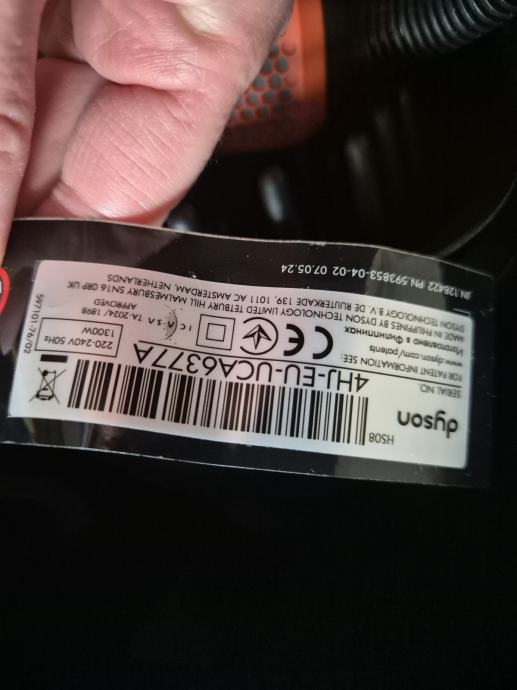 dyson
HS08
SERIAL NO.
4HJ-EU-UCA6377A
FOR PATENT INFORMATION SEE:
www.dyson.com/patents
Изготовлено в Филиппинах
MADE IN PHILIPPINES BY DYSON TECHNOLOGY LIMITED TETBURY HILL MALMESBURY SN16 0RP UK
DYSON TECHNOLOGY B.V. DE RUITERKADE 139, 1011 AC AMSTERDAM, NETHERLANDS
CE
ICASA
TA-2024/ 1898
APPROVED
220-240V 50Hz
1300W
JN.128422 PN.593853-04-02 07.05.24